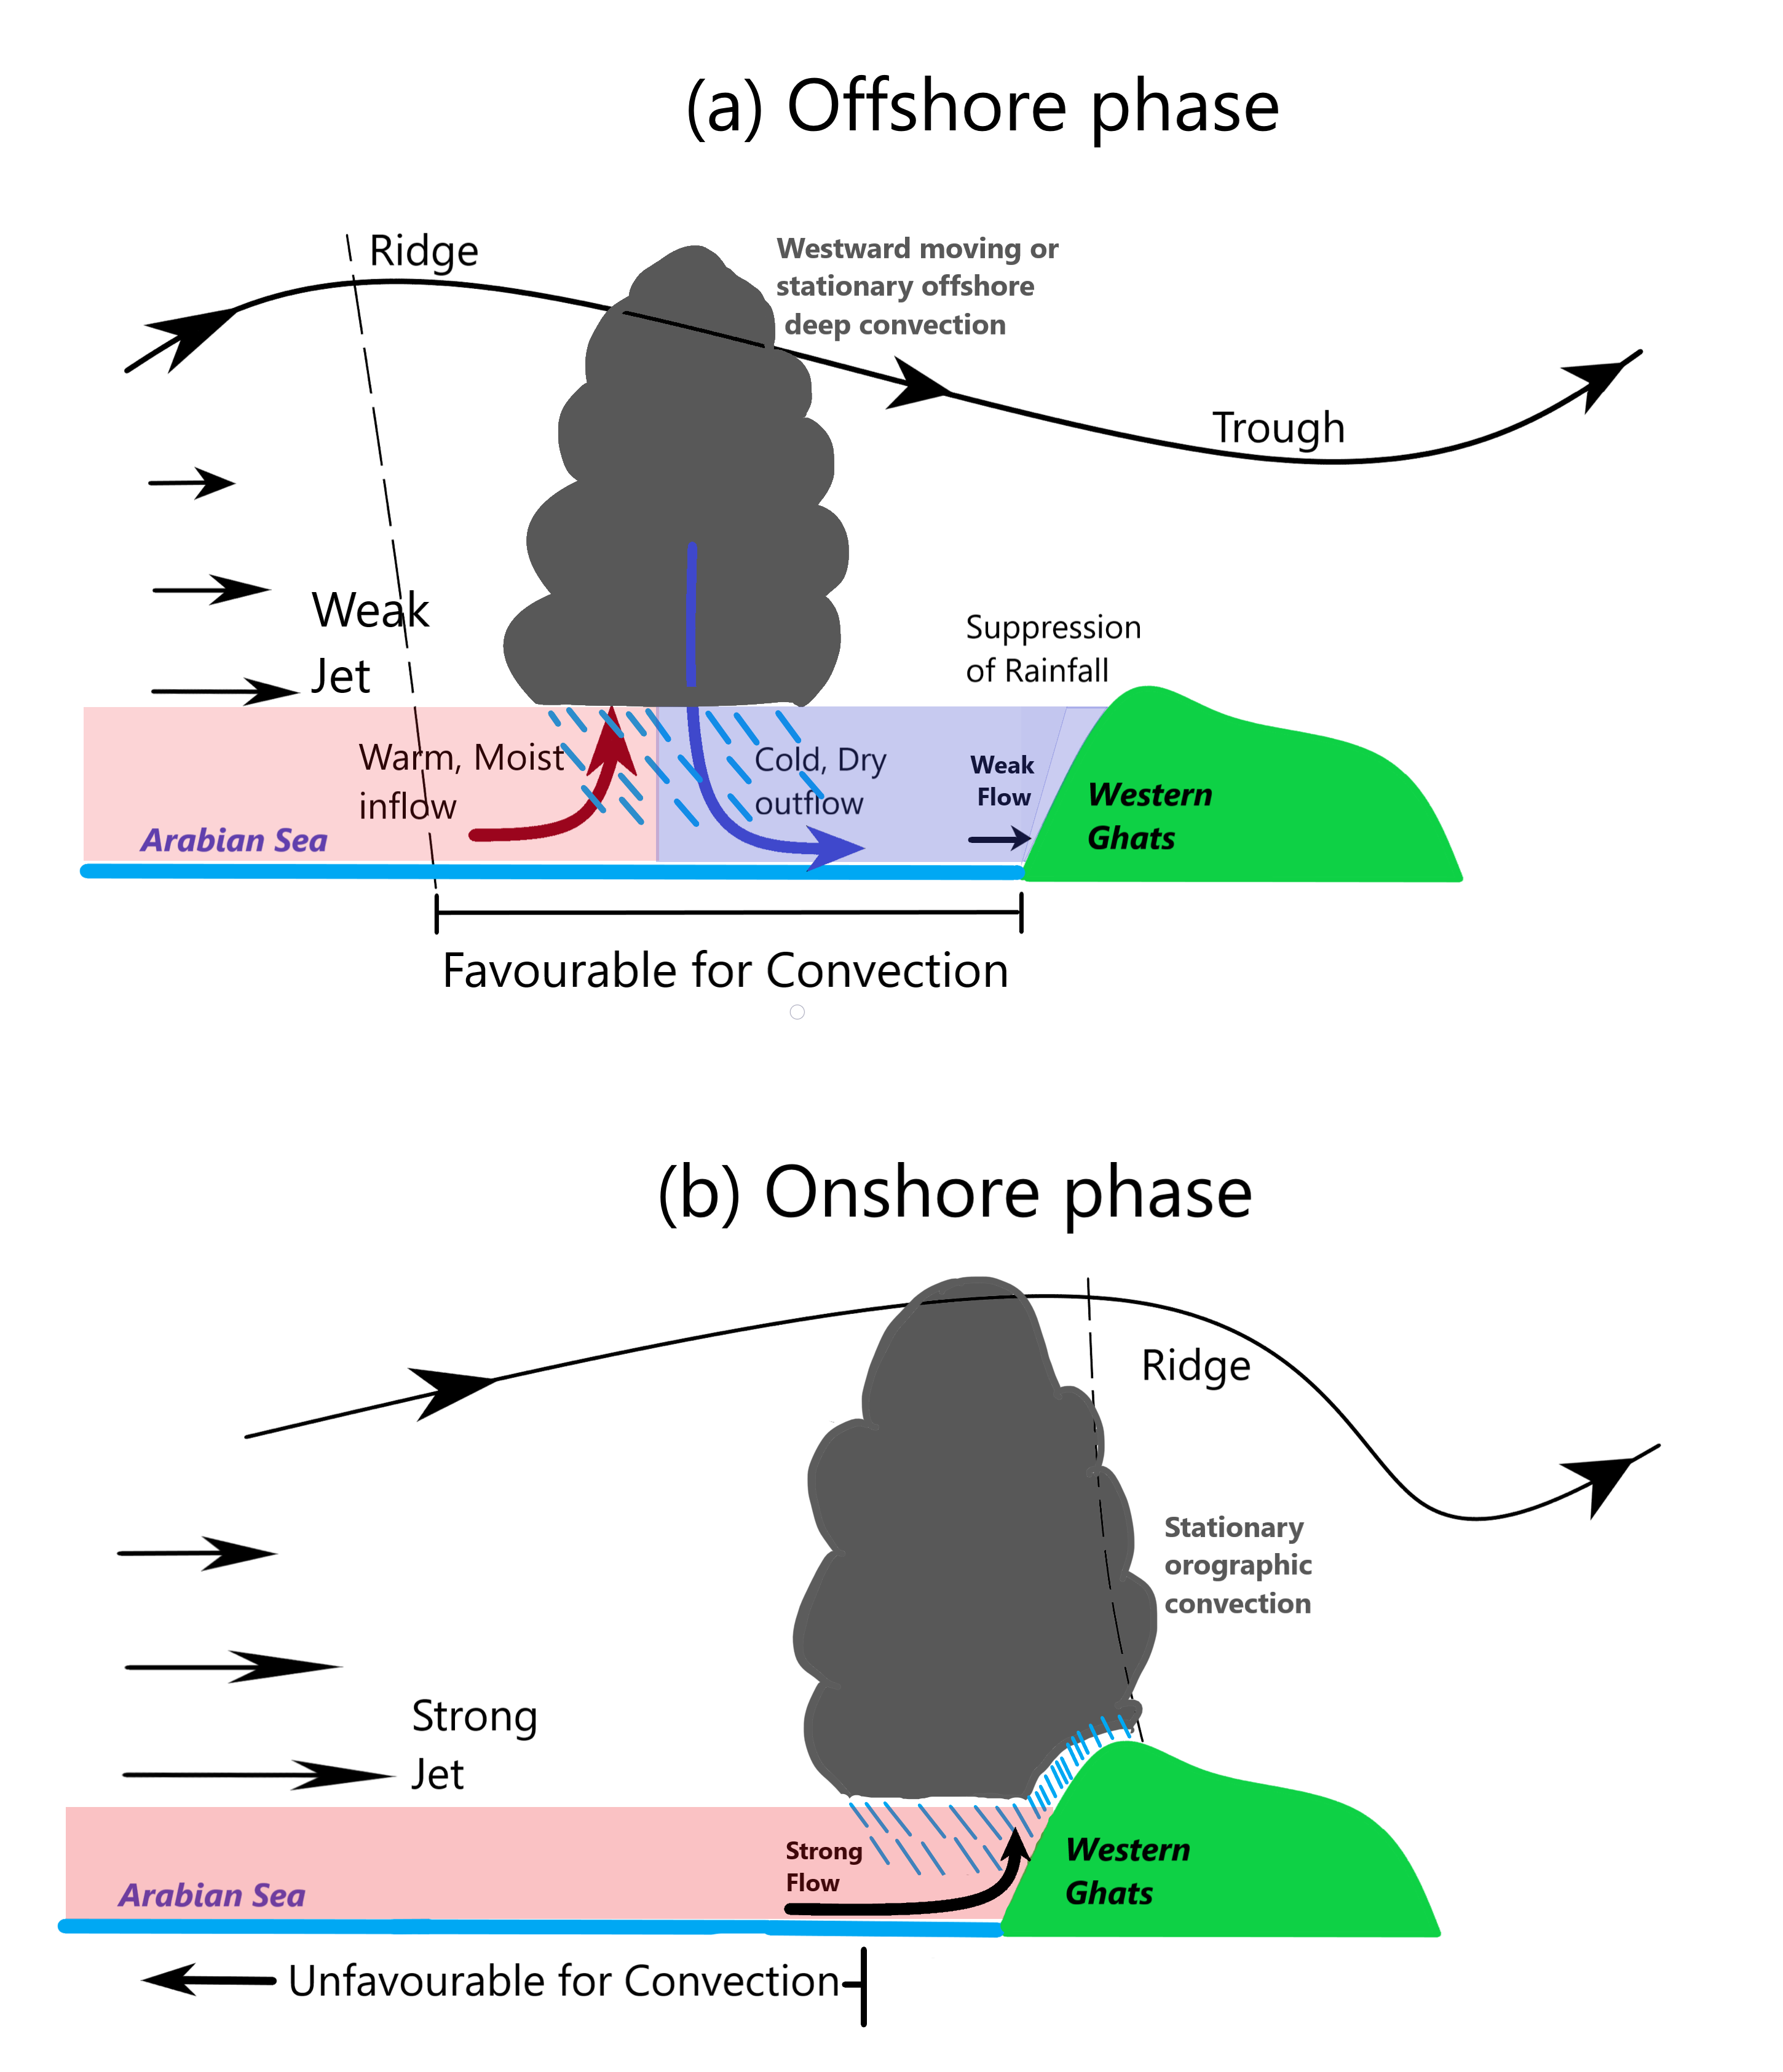 (a) Offshore phase
Ridge
Westward moving or
stationary offshore
deep convection
Trough
Weak
Jet
Suppression
of Rainfall
Warm, Moist
inflow
Cold, Dry
outflow
Weak
Flow
Arabian Sea
Western
Ghats
Favourable for Convection
(b) Onshore phase
Ridge
Stationary
orographic
convection
Strong
Jet
Strong
Flow
Arabian Sea
Western
Ghats
Unfavourable for Convection